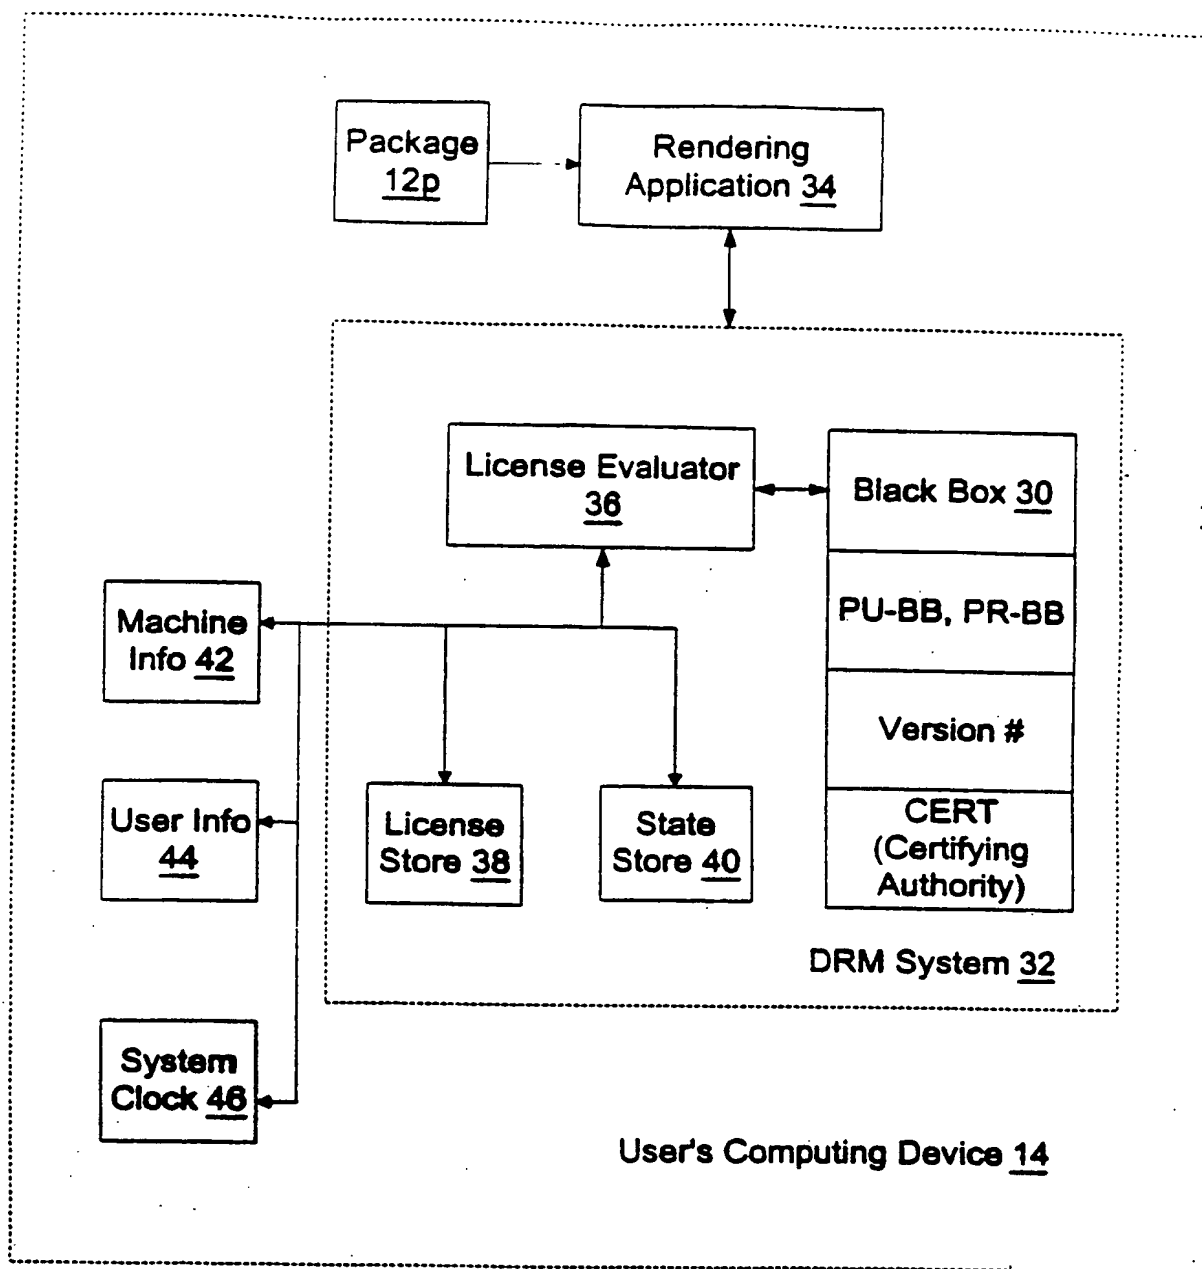 Package
12p
Rendering
Application 34
License Evaluator
36
Black Box 30
PU-BB, PR-BB
Version #
CERT
(Certifying
Authority)
Machine
Info 42
User Info
44
License
Store 38
State
Store 40
DRM System 32
System
Clock 46
User's Computing Device 14